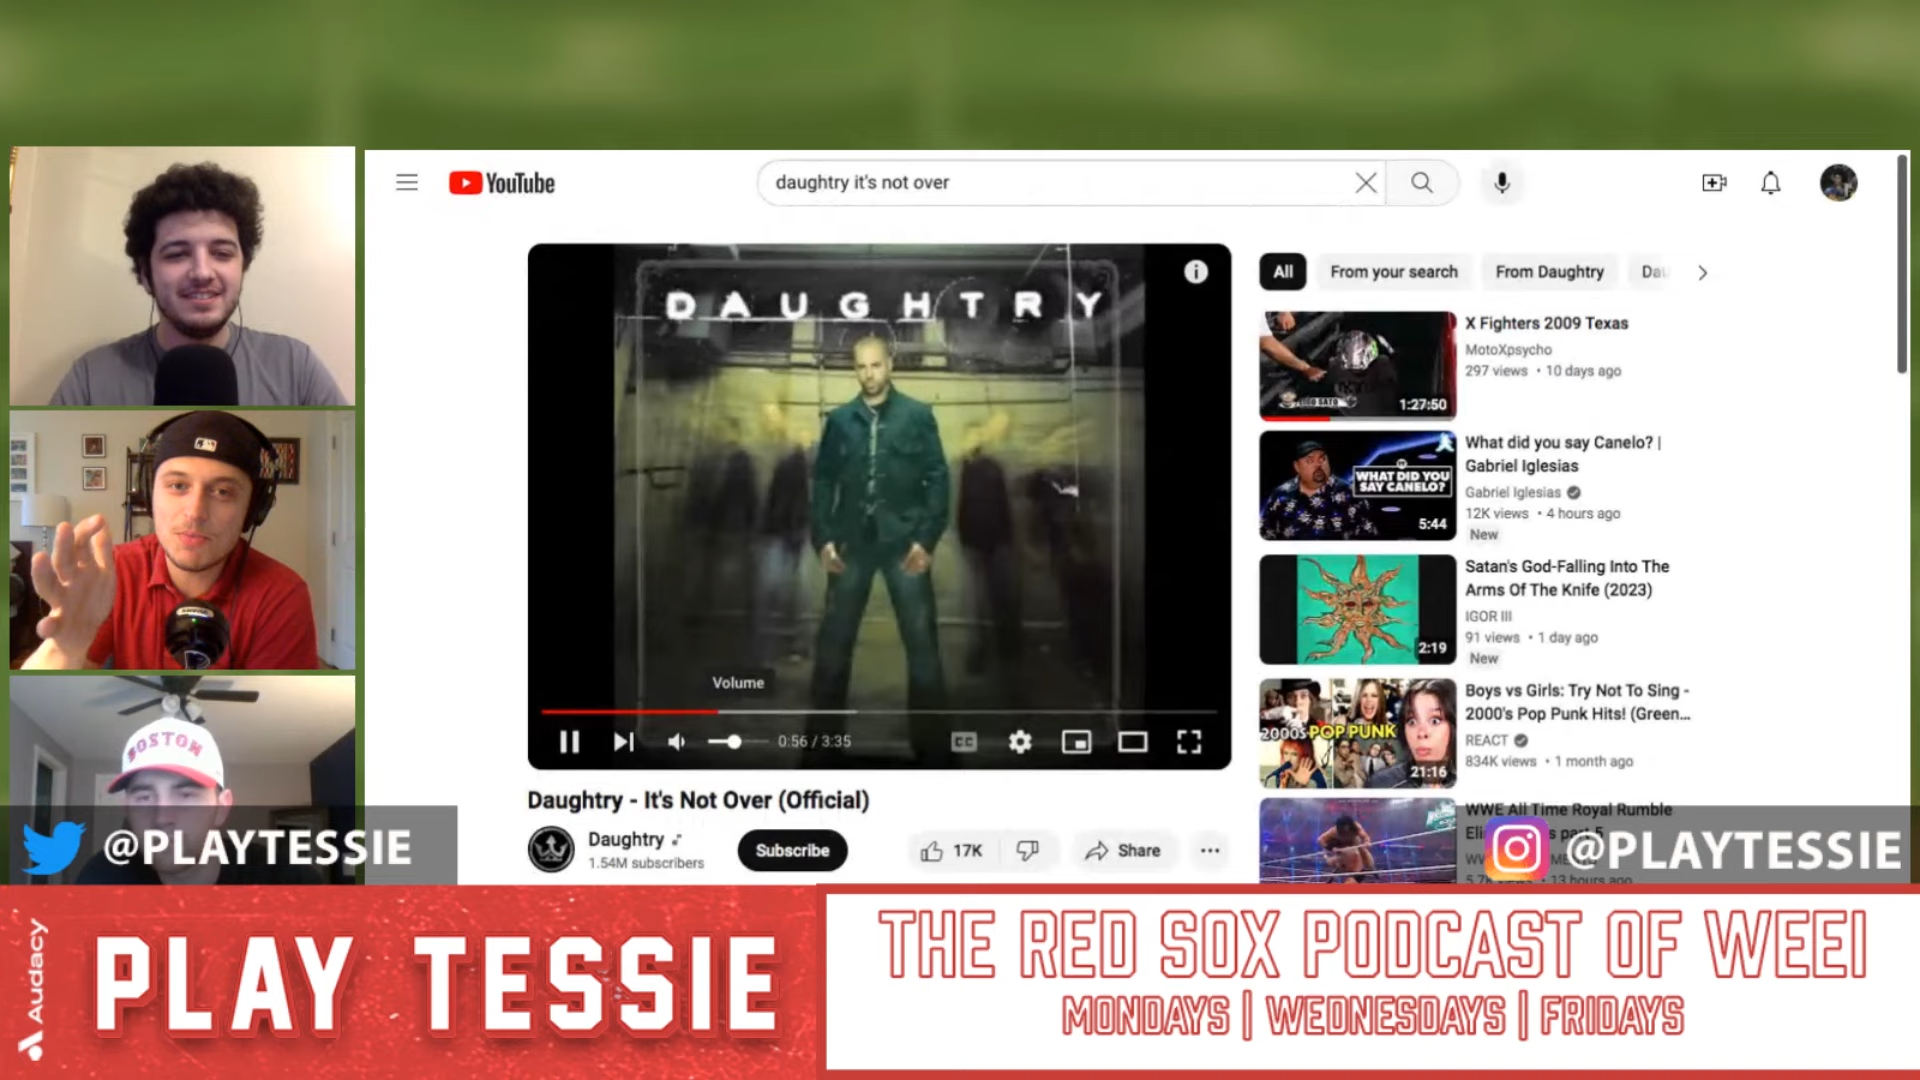 YouTube
daughtry it's not over
DAUGHTRY
Volume
0:56 / 3:35
CC
Daughtry - It's Not Over (Official)
Daughtry
1.54M subscribers
Subscribe
17K
Share
All
From your search
From Daughtry
Dau
X Fighters 2009 Texas
MotoXpsycho
297 views • 10 days ago
1:27:50
What did you say Canelo? |
Gabriel Iglesias
Gabriel Iglesias
12K views • 4 hours ago
New
WHAT DID YOU
SAY CANELO?
5:44
Satan's God-Falling Into The
Arms Of The Knife (2023)
IGOR III
91 views • 1 day ago
New
2:19
Boys vs Girls: Try Not To Sing -
2000's Pop Punk Hits! (Green...
REACT
834K views • 1 month ago
2000s POP PUNK
21:16
WWE All Time Royal Rumble
13 hours ago
BOSTON
@PLAYTESSIE
@PLAYTESSIE
Audacy
PLAY TESSIE
THE RED SOX PODCAST OF WEEI
MONDAYS | WEDNESDAYS | FRIDAYS